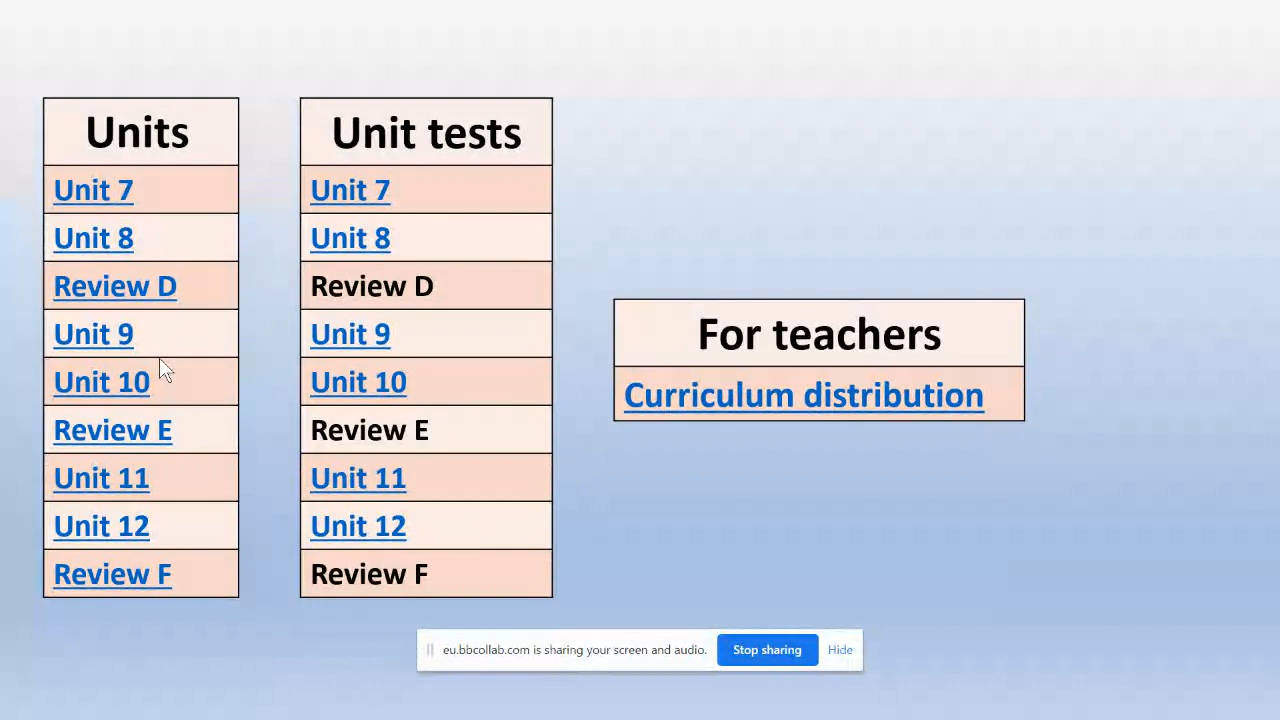 Units
Unit 7
Unit 8
Review D
Unit 9
Unit 10
Review E
Unit 11
Unit 12
Review F
Unit tests
Unit 7
Unit 8
Review D
Unit 9
Unit 10
Review E
Unit 11
Unit 12
Review F
For teachers
Curriculum distribution
eu.bbcollab.com is sharing your screen and audio. Stop sharing Hide